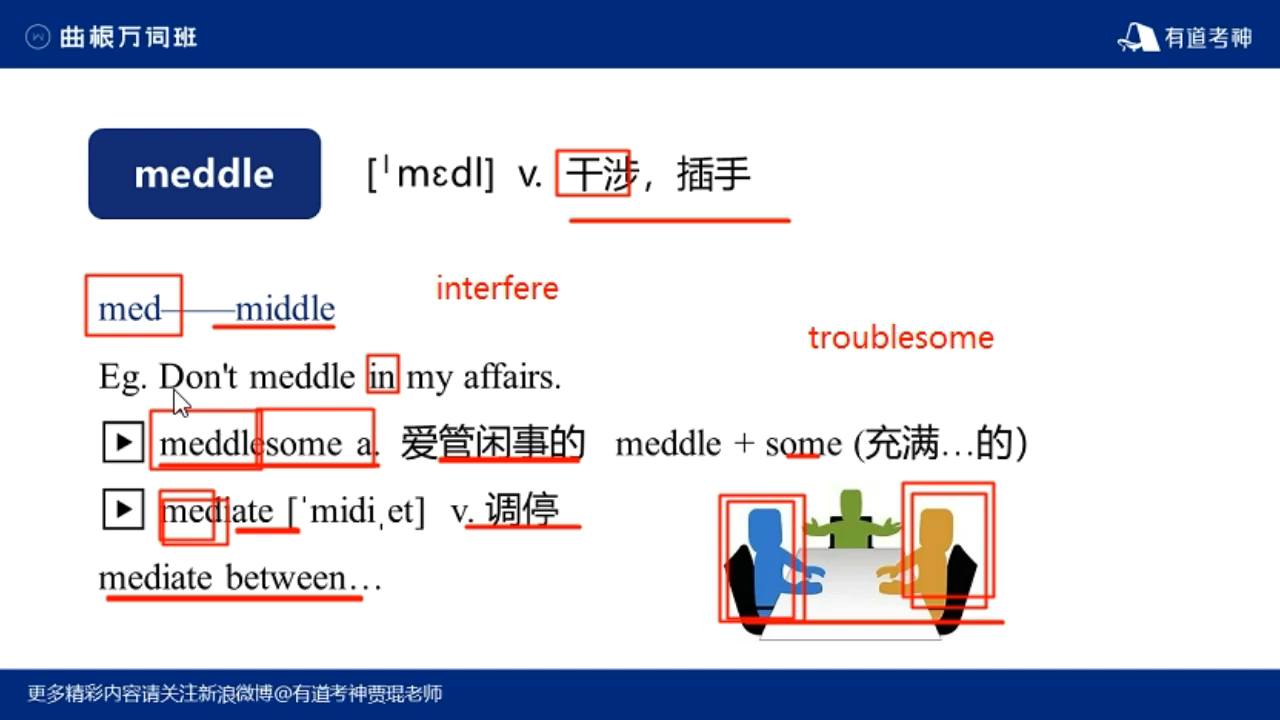 曲根万词班
有道考神
meddle [ˈmɛdl] v. 干涉，插手
interfere
med——middle
troublesome
Eg. Don't meddle in my affairs.
meddlesome a. 爱管闲事的 meddle + some (充满…的)
mediate [ˈmidiˌet] v. 调停
mediate between…
更多精彩内容请关注新浪微博@有道考神贾琨老师